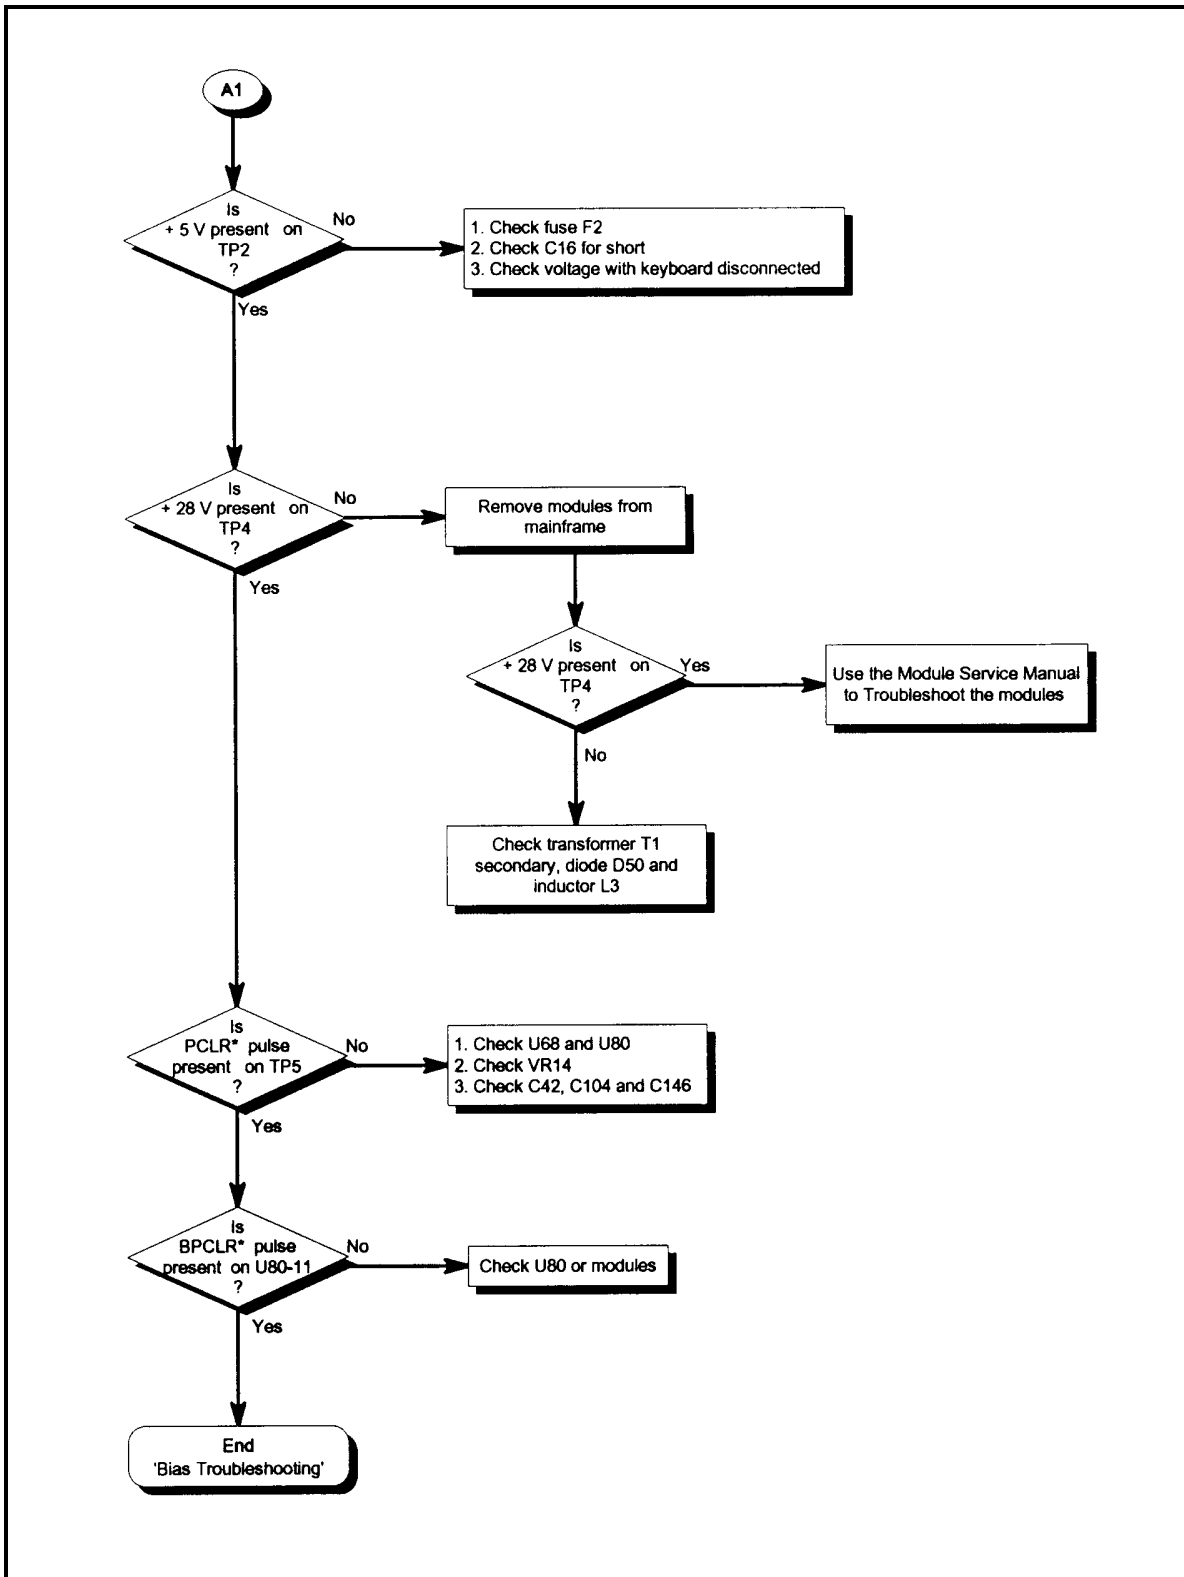 A1
Is
+ 5 V present on
TP2
?
No
1. Check fuse F2
2. Check C16 for short
3. Check voltage with keyboard disconnected
Yes
Is
+ 28 V present on
TP4
?
No
Remove modules from
mainframe
Yes
Is
+ 28 V present on
TP4
?
Yes
Use the Module Service Manual
to Troubleshoot the modules
No
Check transformer T1
secondary, diode D50 and
inductor L3
Is
PCLR* pulse
present on TP5
?
No
1. Check U68 and U80
2. Check VR14
3. Check C42, C104 and C146
Yes
Is
BPCLR* pulse
present on U80-11
?
No
Check U80 or modules
Yes
End
'Bias Troubleshooting'